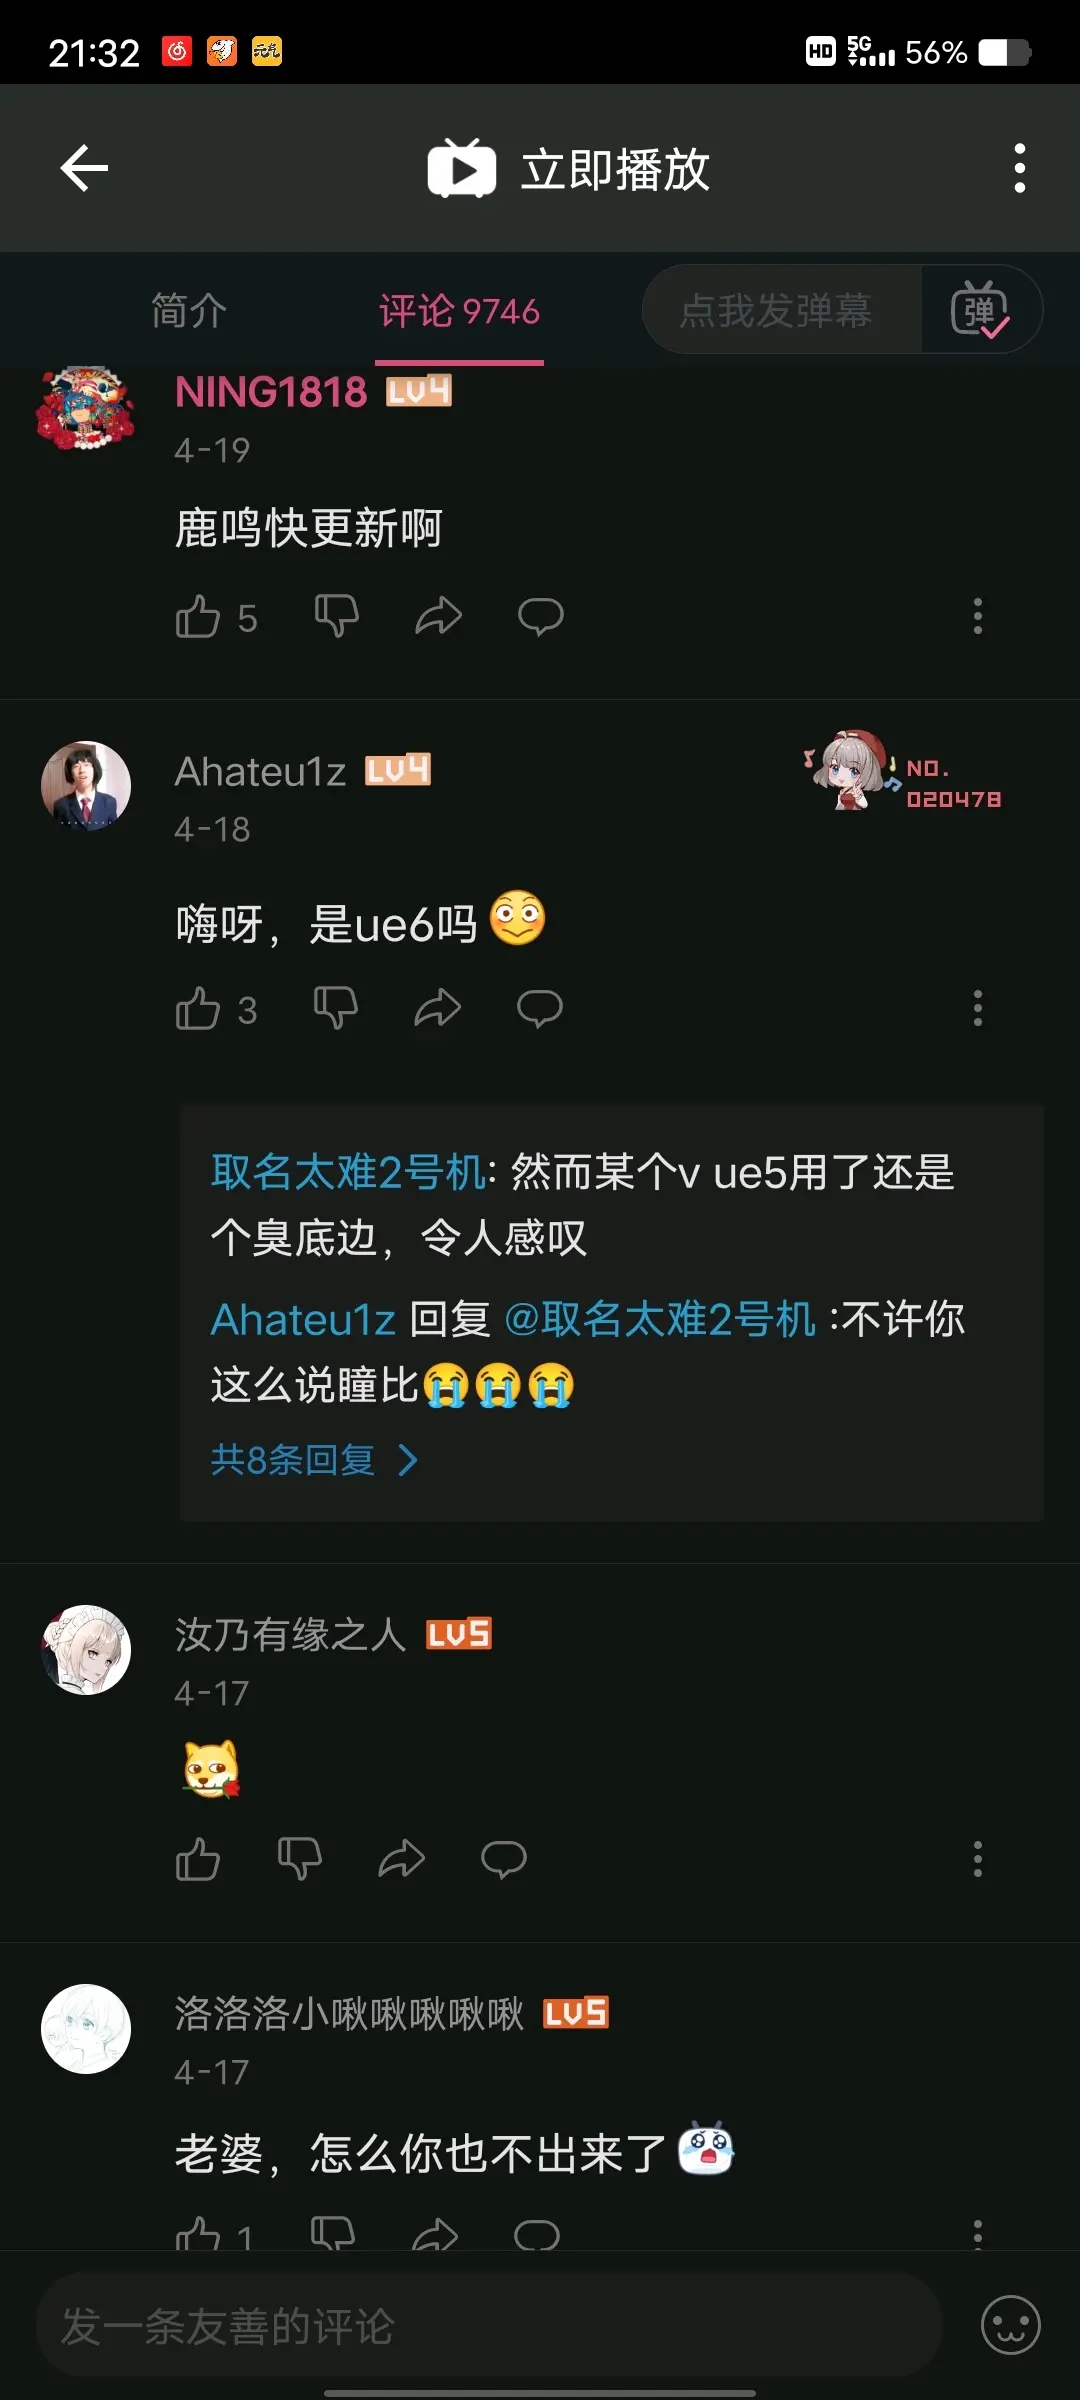 21:32 元气 HD 5G 56%
立即播放
简介 评论 9746 点我发弹幕 弹
NING1818 LV4
4-19
鹿鸣快更新啊
5
Ahateu1z LV4 NO.
020478
4-18
嗨呀，是ue6吗
3
取名太难2号机: 然而某个v ue5用了还是
个臭底边，令人感叹
Ahateu1z 回复 @取名太难2号机 :不许你
这么说瞳比😭😭😭
共8条回复
汝乃有缘之人 LV5
4-17
洛洛洛小啾啾啾啾啾 LV5
4-17
老婆，怎么你也不出来了
1
发一条友善的评论